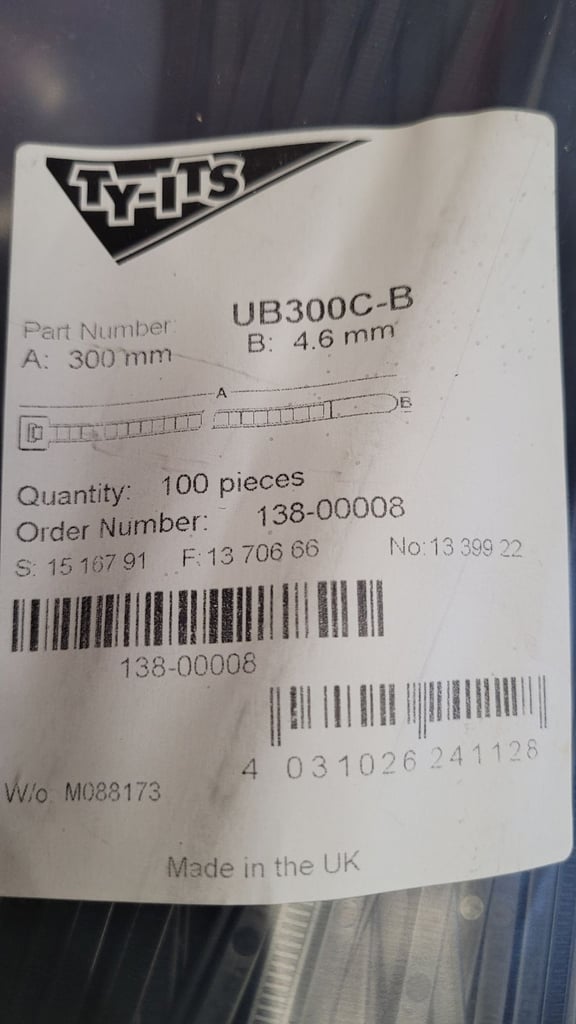 TY-ITS
Part Number: UB300C-B
A: 300 mm B: 4.6 mm
A
B
Quantity: 100 pieces
Order Number: 138-00008
S: 15 167 91 F: 13 706 66 No: 13 399 22
138-00008
4 031026 241128
W/o M088173
Made in the UK